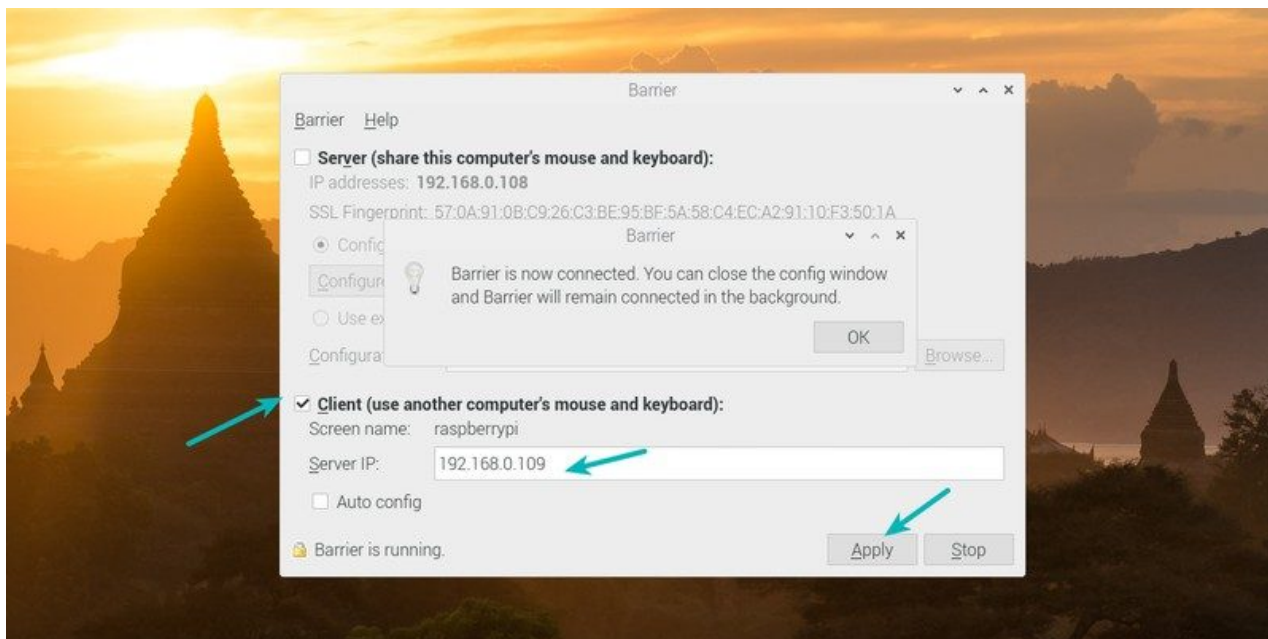 Barrier
Barrier Help
Server (share this computer's mouse and keyboard):
IP addresses: 192.168.0.108
SSL Fingerprint: 57:0A:91:0B:C9:26:C3:BE:95:BF:5A:58:C4:EC:A2:91:10:F3:50:1A
Barrier
Barrier is now connected. You can close the config window
and Barrier will remain connected in the background.
OK
Browse...
Client (use another computer's mouse and keyboard):
Screen name: raspberrypi
Server IP: 192.168.0.109
Auto config
Barrier is running.
Apply Stop